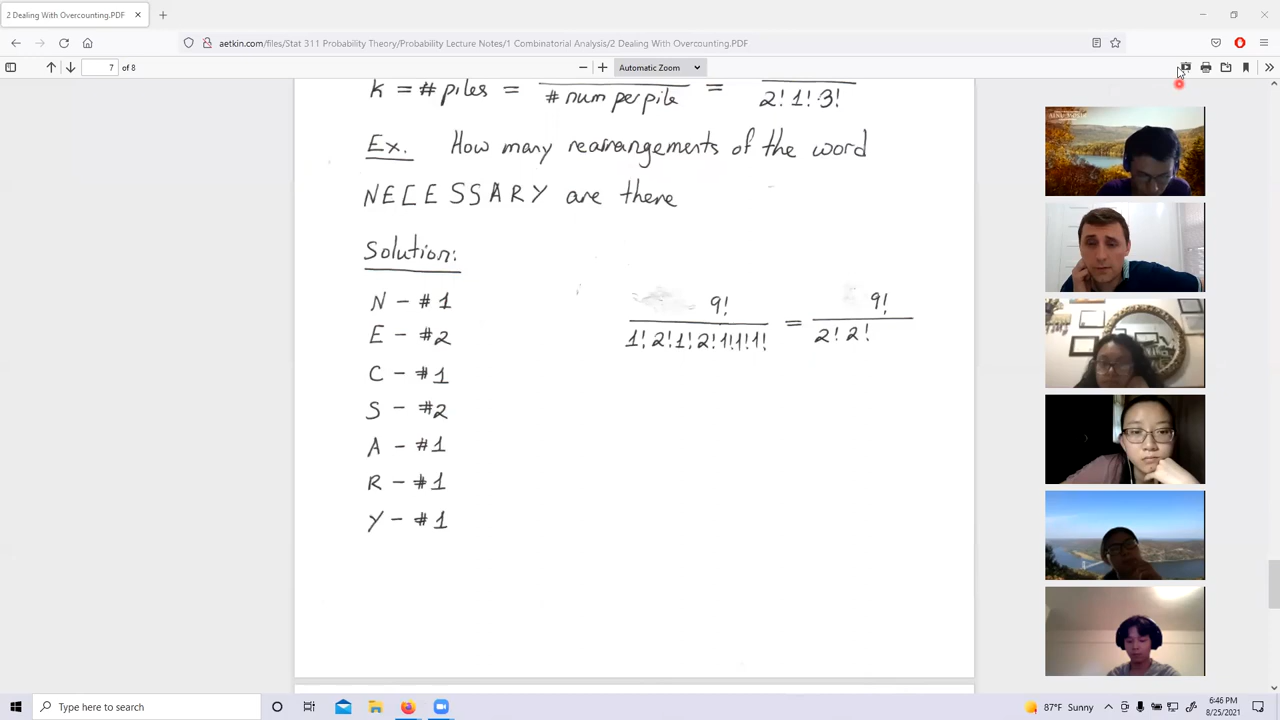 2 Dealing With Overcounting.PDF
aetkin.com/files/Stat 311 Probability Theory/Probability Lecture Notes/1 Combinatorial Analysis/2 Dealing With Overcounting.PDF
7 of 8
Automatic Zoom
k = # piles = / # num per pile = / 2! 1! 3!
Ex. How many rearrangements of the word
NECESSARY are there
Solution:
N - #1
E - #2
C - #1
S - #2
A - #1
R - #1
Y - #1
9! / 1! 2! 1! 2! 1! 1! 1! = 9! / 2! 2!
Type here to search
87°F Sunny
6:46 PM
8/25/2021